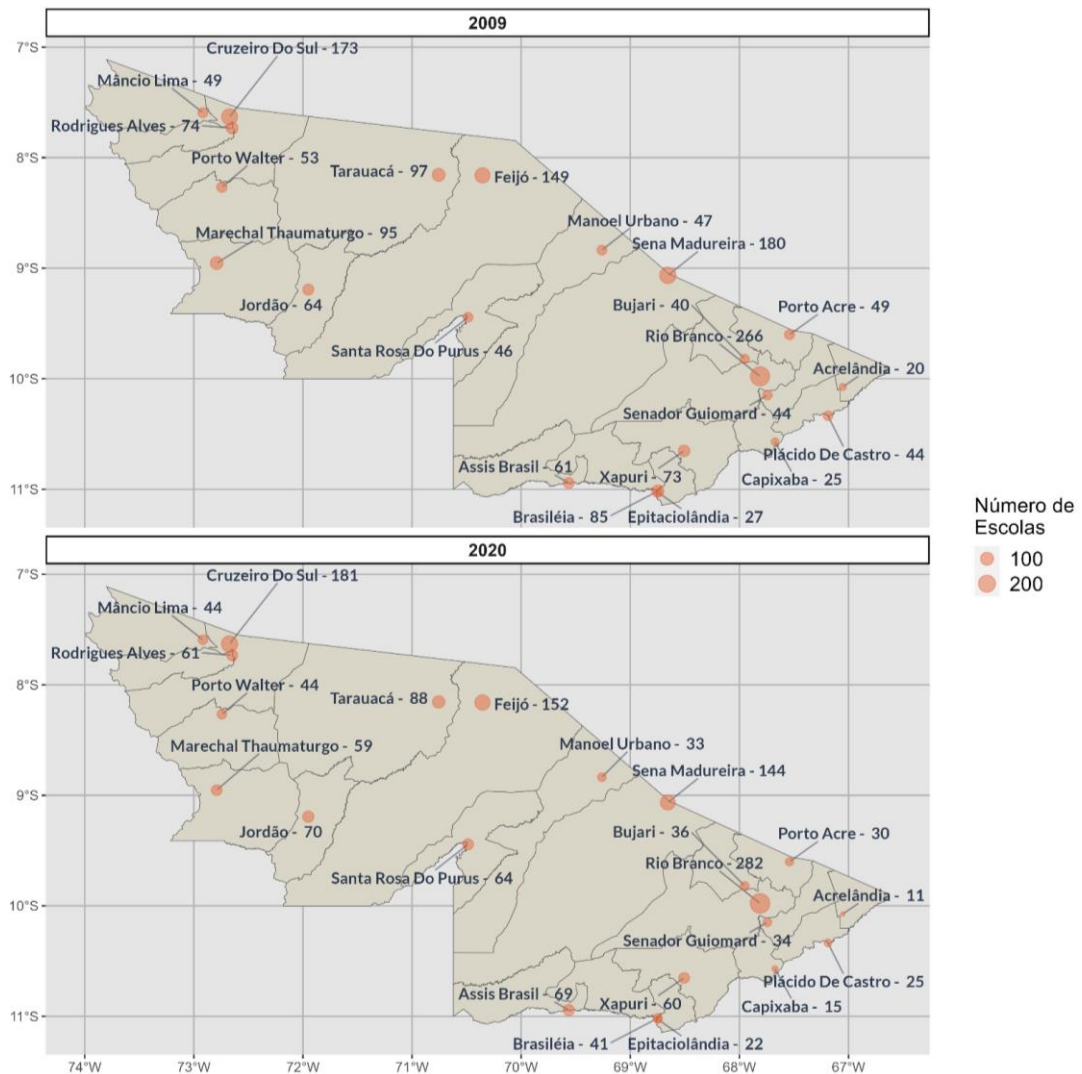 2009
7°S
8°S
9°S
10°S
11°S
Cruzeiro Do Sul - 173
Mâncio Lima - 49
Rodrigues Alves - 74
Porto Walter - 53
Tarauacá - 97
Feijó - 149
Manoel Urbano - 47
Marechal Thaumaturgo - 95
Sena Madureira - 180
Jordão - 64
Bujari - 40
Porto Acre - 49
Rio Branco - 266
Santa Rosa Do Purus - 46
Acrelândia - 20
Senador Guiomard - 44
Plácido De Castro - 44
Assis Brasil - 61
Xapuri - 73
Capixaba - 25
Brasiléia - 85
Epitaciolândia - 27
Número de
Escolas
100
200
2020
7°S
8°S
9°S
10°S
11°S
Cruzeiro Do Sul - 181
Mâncio Lima - 44
Rodrigues Alves - 61
Porto Walter - 44
Tarauacá - 88
Feijó - 152
Manoel Urbano - 33
Marechal Thaumaturgo - 59
Sena Madureira - 144
Jordão - 70
Bujari - 36
Porto Acre - 30
Rio Branco - 282
Santa Rosa Do Purus - 64
Acrelândia - 11
Senador Guiomard - 34
Plácido De Castro - 25
Assis Brasil - 69
Xapuri - 60
Capixaba - 15
Brasiléia - 41
Epitaciolândia - 22
74°W
73°W
72°W
71°W
70°W
69°W
68°W
67°W